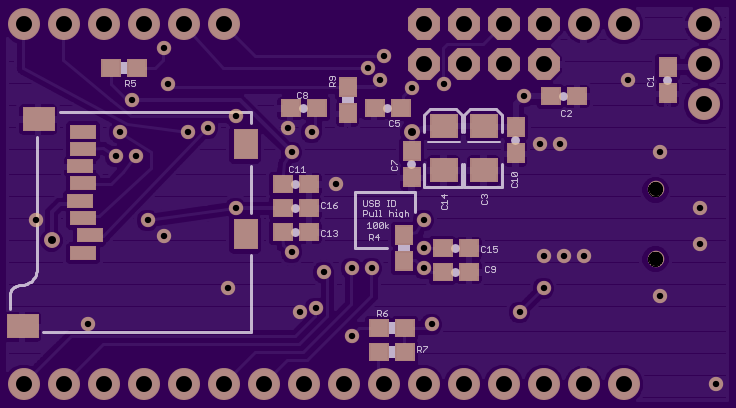 R5
C8
R9
C5
C1
C2
C7
C10
C11
C16
C13
USB ID
Pull high
100k
R4
C14
C3
C15
C9
R6
R7